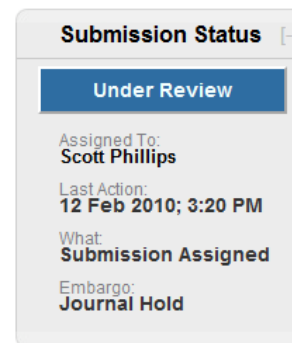 Submission Status [-
Under Review
Assigned To:
Scott Phillips
Last Action:
12 Feb 2010; 3:20 PM
What:
Submission Assigned
Embargo:
Journal Hold